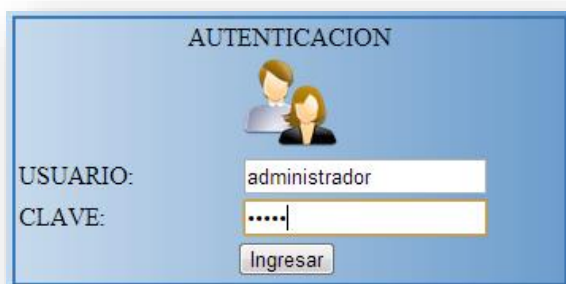 AUTENTICACION
USUARIO: administrador
CLAVE: •••••
Ingresar